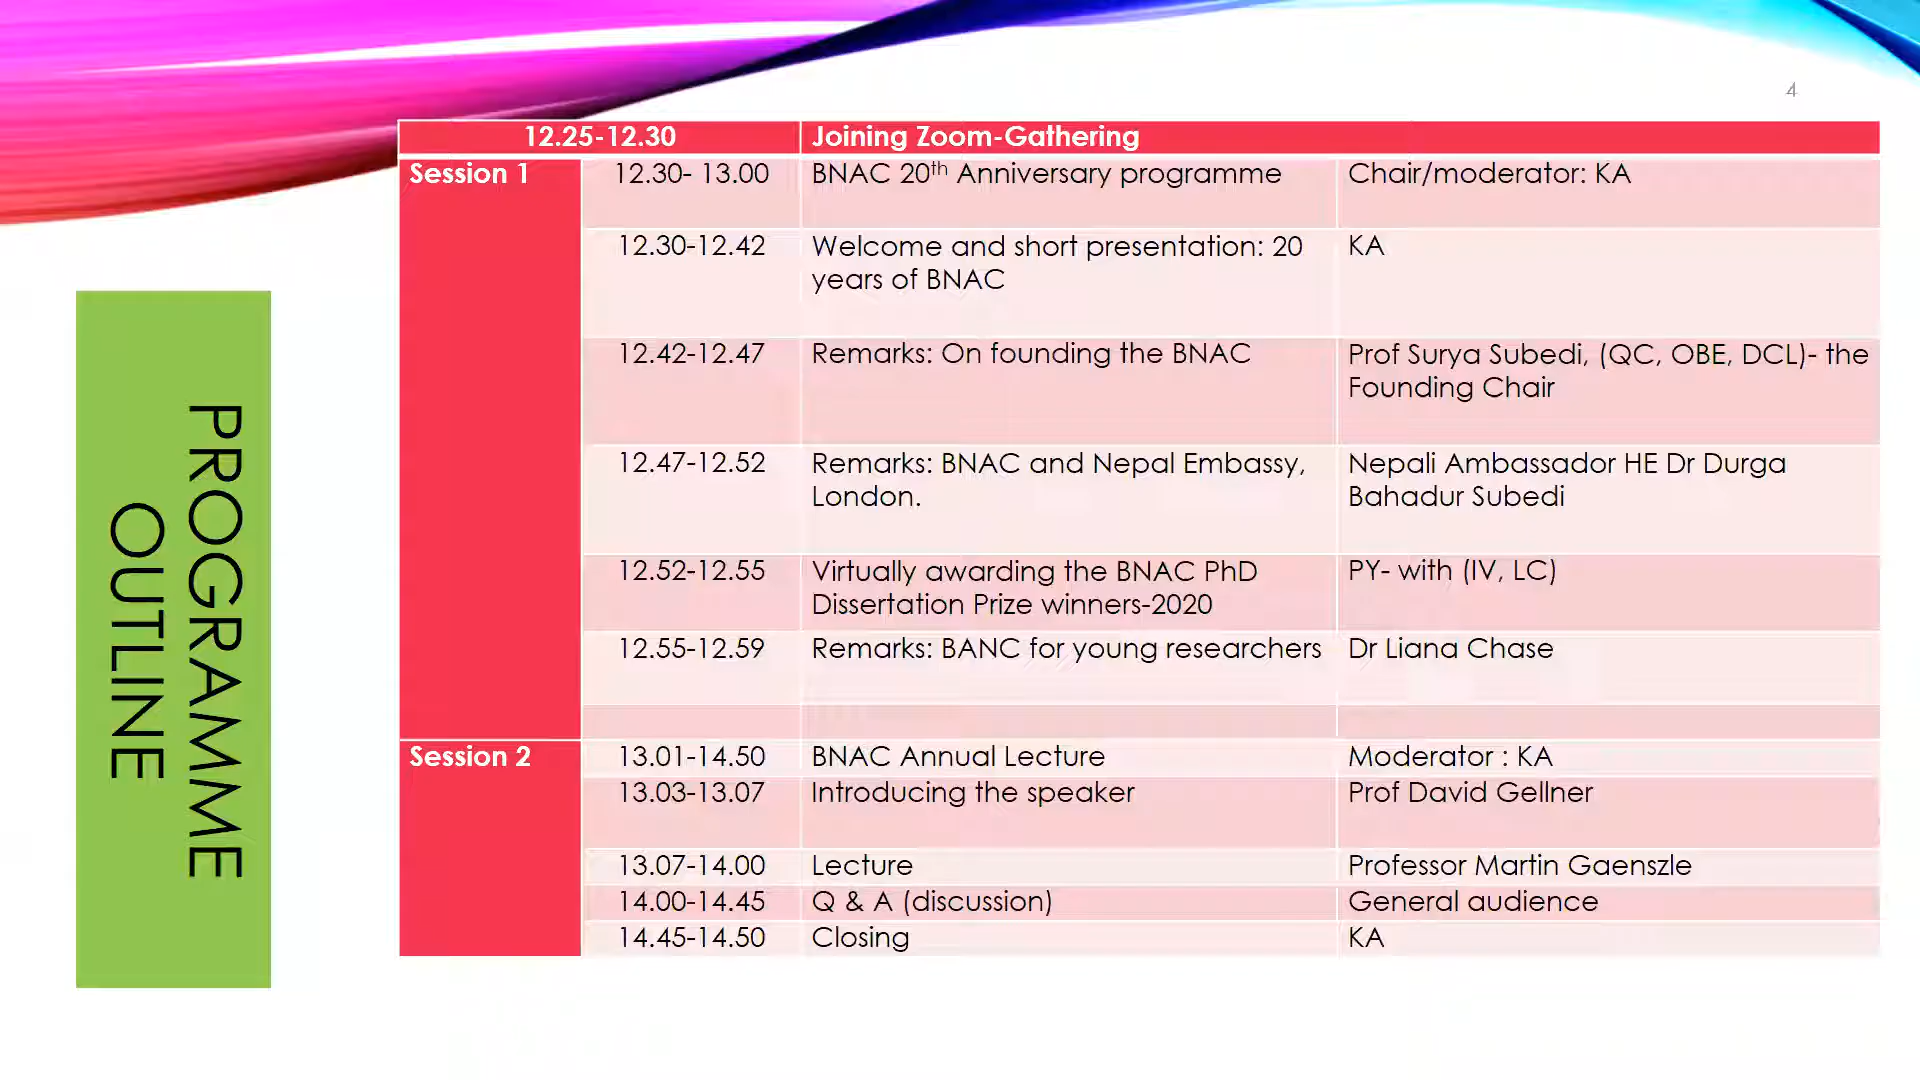 4
PROGRAMME
OUTLINE
12.25-12.30 Joining Zoom-Gathering
Session 1 12.30- 13.00 BNAC 20th Anniversary programme Chair/moderator: KA
12.30-12.42 Welcome and short presentation: 20 KA
years of BNAC
12.42-12.47 Remarks: On founding the BNAC Prof Surya Subedi, (QC, OBE, DCL)- the
Founding Chair
12.47-12.52 Remarks: BNAC and Nepal Embassy, Nepali Ambassador HE Dr Durga
London. Bahadur Subedi
12.52-12.55 Virtually awarding the BNAC PhD PY- with (IV, LC)
Dissertation Prize winners-2020
12.55-12.59 Remarks: BANC for young researchers Dr Liana Chase
Session 2 13.01-14.50 BNAC Annual Lecture Moderator : KA
13.03-13.07 Introducing the speaker Prof David Gellner
13.07-14.00 Lecture Professor Martin Gaenszle
14.00-14.45 Q & A (discussion) General audience
14.45-14.50 Closing KA